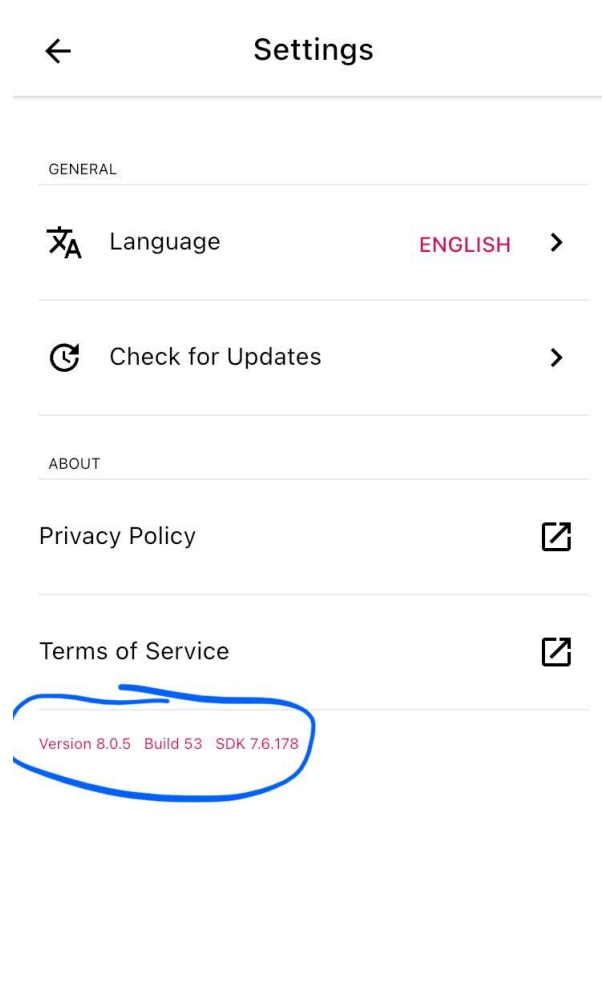 Settings
GENERAL
Language ENGLISH
Check for Updates
ABOUT
Privacy Policy
Terms of Service
Version 8.0.5 Build 53 SDK 7.6.178